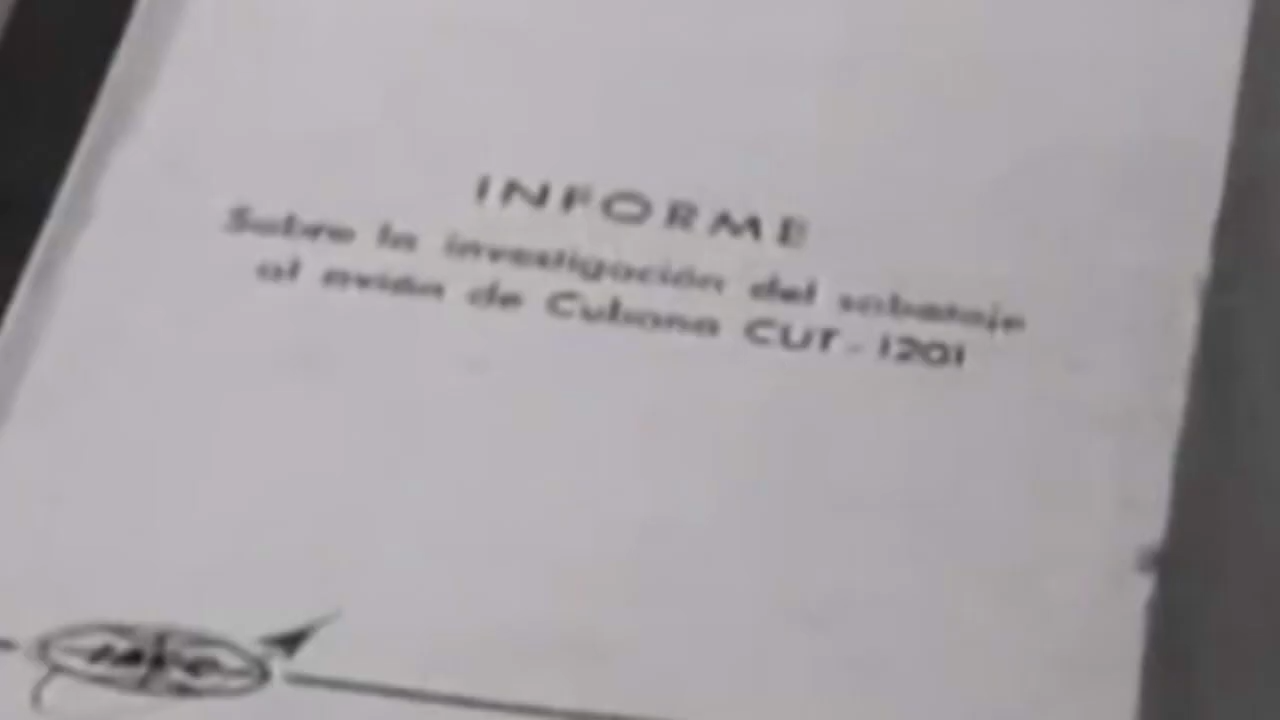 INFORME
Sobre la investigación del sabotaje
al avión de Cubana CUT-1201